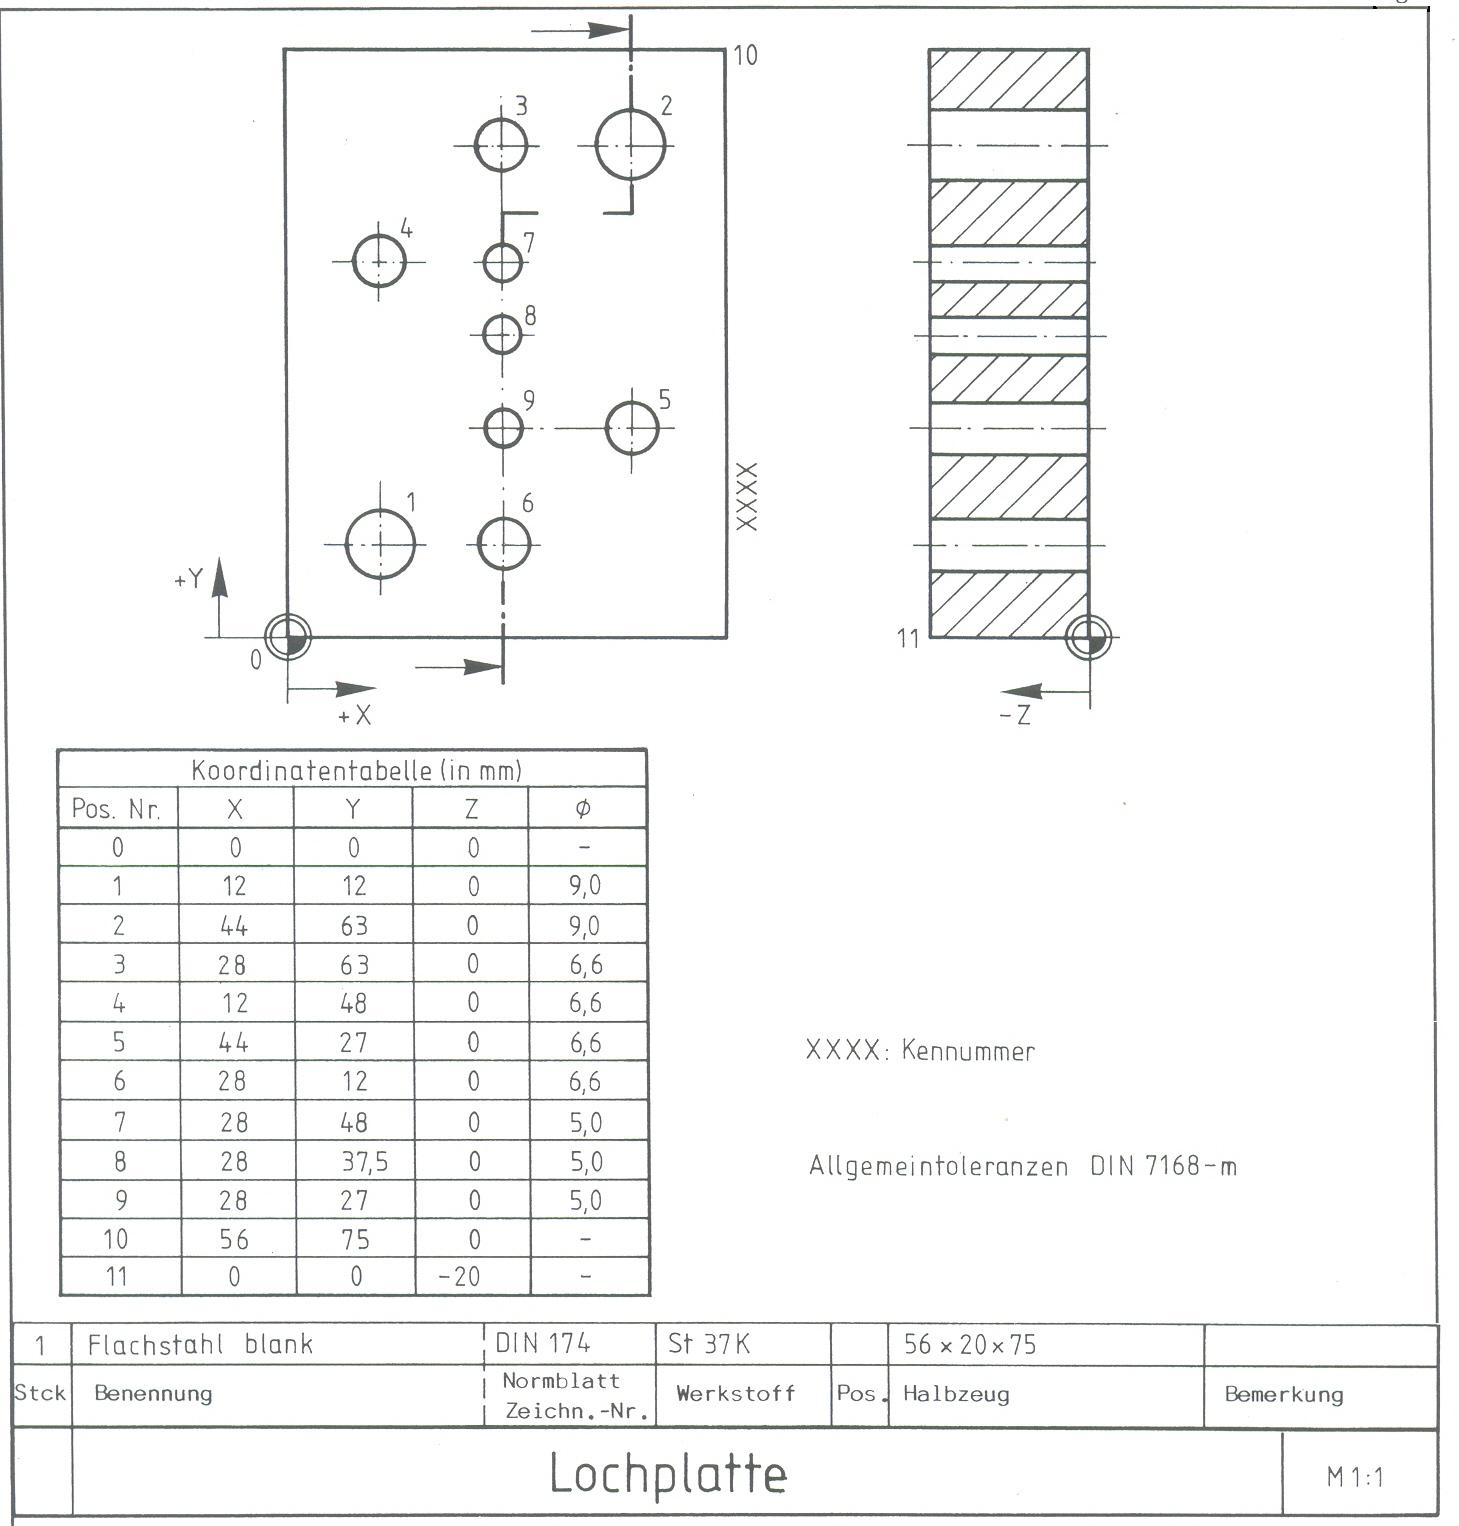 10
3 2
4
7
8
9 5
XXXX
1 6
+Y
0
11
+X
-Z
Koordinatentabelle (in mm)
Pos. Nr. X Y Z ϕ
0 0 0 0 -
1 12 12 0 9,0
2 44 63 0 9,0
3 28 63 0 6,6
4 12 48 0 6,6
5 44 27 0 6,6
6 28 12 0 6,6
7 28 48 0 5,0
8 28 37,5 0 5,0
9 28 27 0 5,0
10 56 75 0 -
11 0 0 -20 -
XXXX: Kennummer
Allgemeintoleranzen DIN 7168-m
1 Flachstahl blank DIN 174 St 37K 56 x 20 x 75
Stck Benennung Normblatt Zeichn.-Nr. Werkstoff Pos. Halbzeug Bemerkung
Lochplatte M 1:1